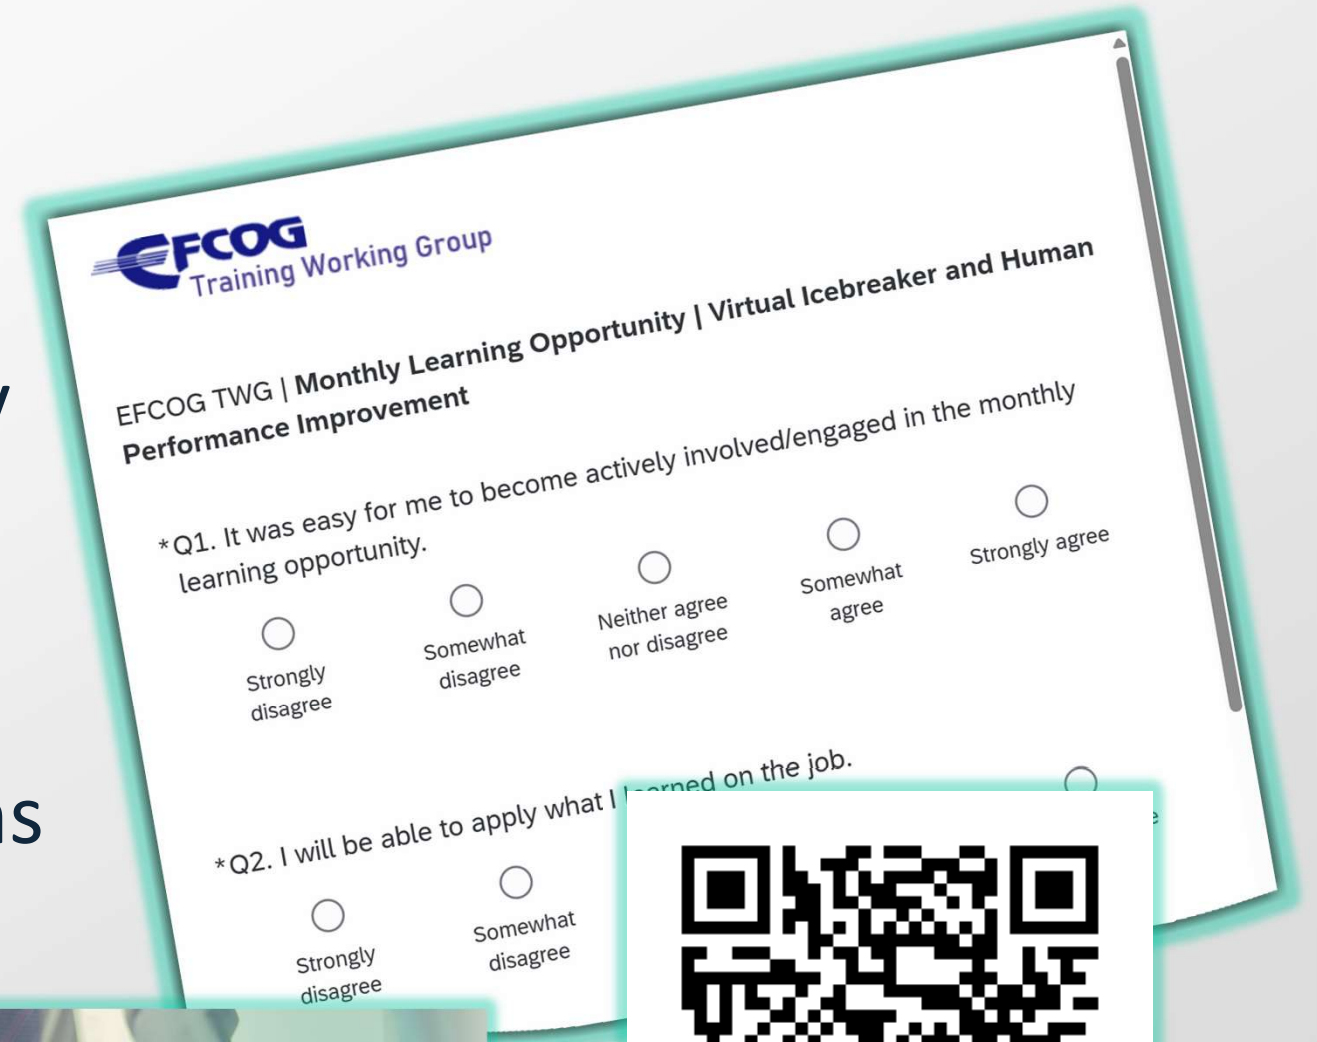 EFCOG
Training Working Group
EFCOG TWG | Monthly Learning Opportunity | Virtual Icebreaker and Human
Performance Improvement
*Q1. It was easy for me to become actively involved/engaged in the monthly
learning opportunity.
Strongly
disagree
Somewhat
disagree
Neither agree
nor disagree
Somewhat
agree
Strongly agree
*Q2. I will be able to apply what I learned on the job.
Strongly
disagree
Somewhat
disagree